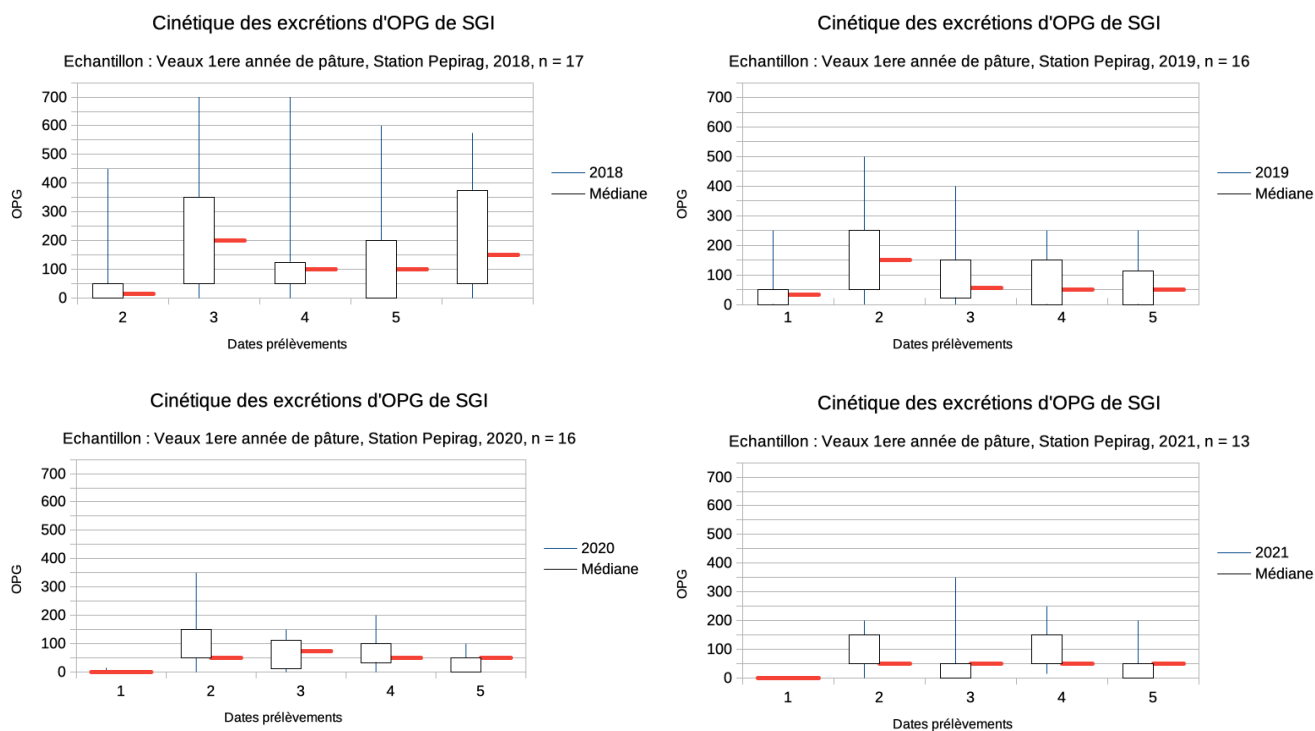 Cinétique des excrétions d'OPG de SGI
Echantillon : Veaux 1ere année de pâture, Station Pepirag, 2018, n = 17
700
600
500
400
300
200
100
0
OPG
2 3 4 5
Dates prélèvements
2018
Médiane
Cinétique des excrétions d'OPG de SGI
Echantillon : Veaux 1ere année de pâture, Station Pepirag, 2019, n = 16
700
600
500
400
300
200
100
0
OPG
1 2 3 4 5
Dates prélèvements
2019
Médiane
Cinétique des excrétions d'OPG de SGI
Echantillon : Veaux 1ere année de pâture, Station Pepirag, 2020, n = 16
700
600
500
400
300
200
100
0
OPG
1 2 3 4 5
Dates prélèvements
2020
Médiane
Cinétique des excrétions d'OPG de SGI
Echantillon : Veaux 1ere année de pâture, Station Pepirag, 2021, n = 13
700
600
500
400
300
200
100
0
OPG
1 2 3 4 5
Dates prélèvements
2021
Médiane